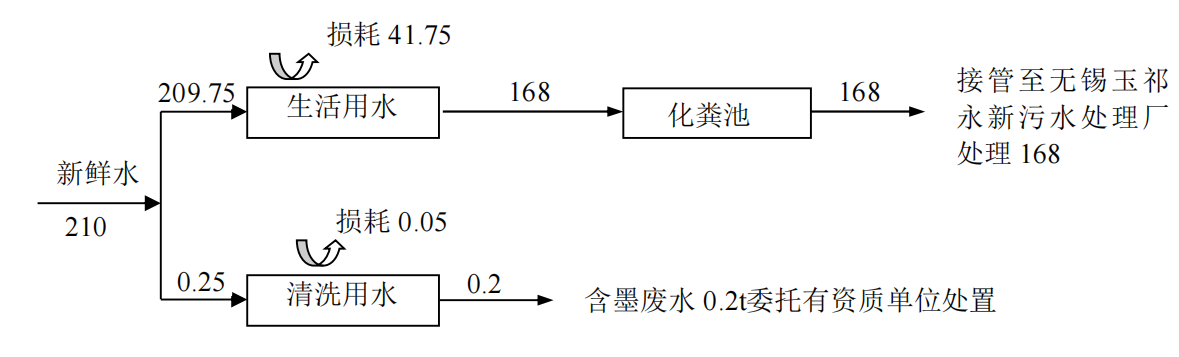 损耗 41.75
209.75
生活用水
168
化粪池
168
接管至无锡玉祁
永新污水处理厂
处理 168
新鲜水
210
损耗 0.05
0.25
清洗用水
0.2
含墨废水 0.2t委托有资质单位处置